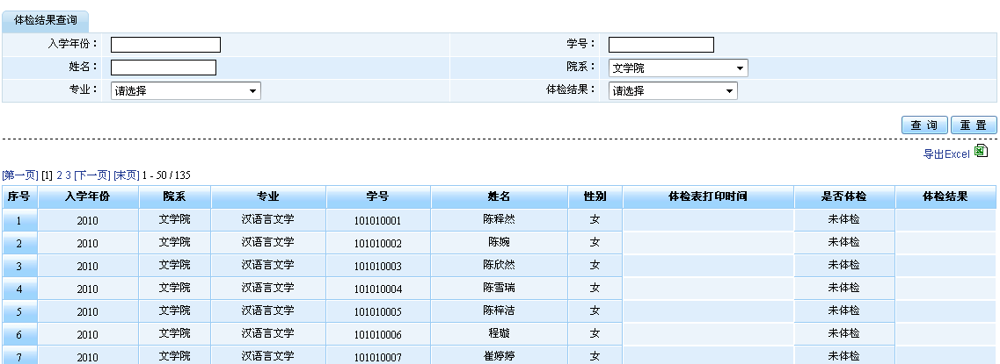 体检结果查询
入学年份： 学号：
姓名： 院系： 文学院
专业： 请选择 体检结果： 请选择
查 询 重 置
导出Excel
[第一页] [1] 2 3 [下一页] [末页] 1 - 50 / 135
序号 入学年份 院系 专业 学号 姓名 性别 体检表打印时间 是否体检 体检结果
1 2010 文学院 汉语言文学 101010001 陈释然 女 未体检
2 2010 文学院 汉语言文学 101010002 陈婉 女 未体检
3 2010 文学院 汉语言文学 101010003 陈欣然 女 未体检
4 2010 文学院 汉语言文学 101010004 陈雪瑞 女 未体检
5 2010 文学院 汉语言文学 101010005 陈梓洁 女 未体检
6 2010 文学院 汉语言文学 101010006 程璇 女 未体检
7 2010 文学院 汉语言文学 101010007 崔婷婷 女 未体检